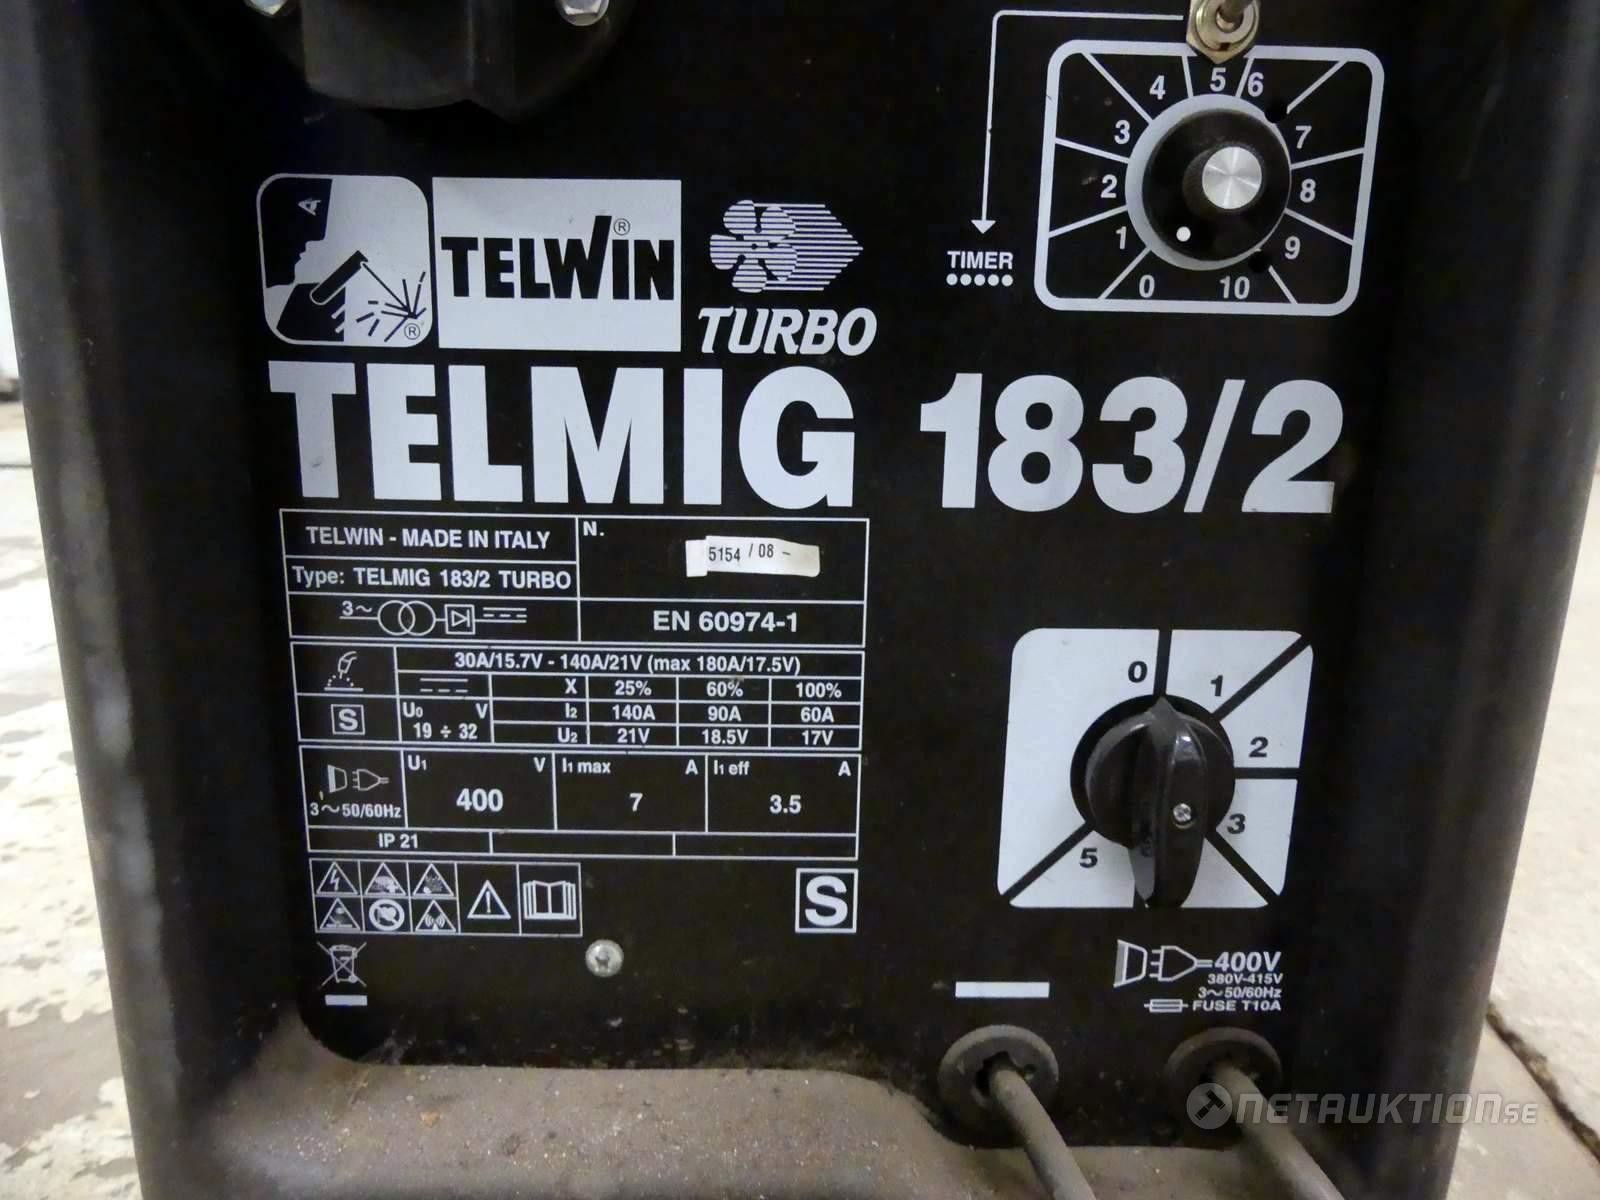 4 5 6
3 7
2 8
1 9
0 10
TIMER
TELWIN®
TURBO
®
TELMIG 183/2
TELWIN - MADE IN ITALY
N.
5154 / 08 -
Type: TELMIG 183/2 TURBO
3~
EN 60974-1
30A/15.7V - 140A/21V (max 180A/17.5V)
X 25% 60% 100%
S
U0 V
19 ÷ 32
I2 140A 90A 60A
U2 21V 18.5V 17V
3~50/60Hz
U1 V
400
I1 max A
7
I1 eff A
3.5
IP 21
S
0
1
2
3
5
400V
380V-415V
3~50/60Hz
FUSE T10A
NETAUKTION.SE